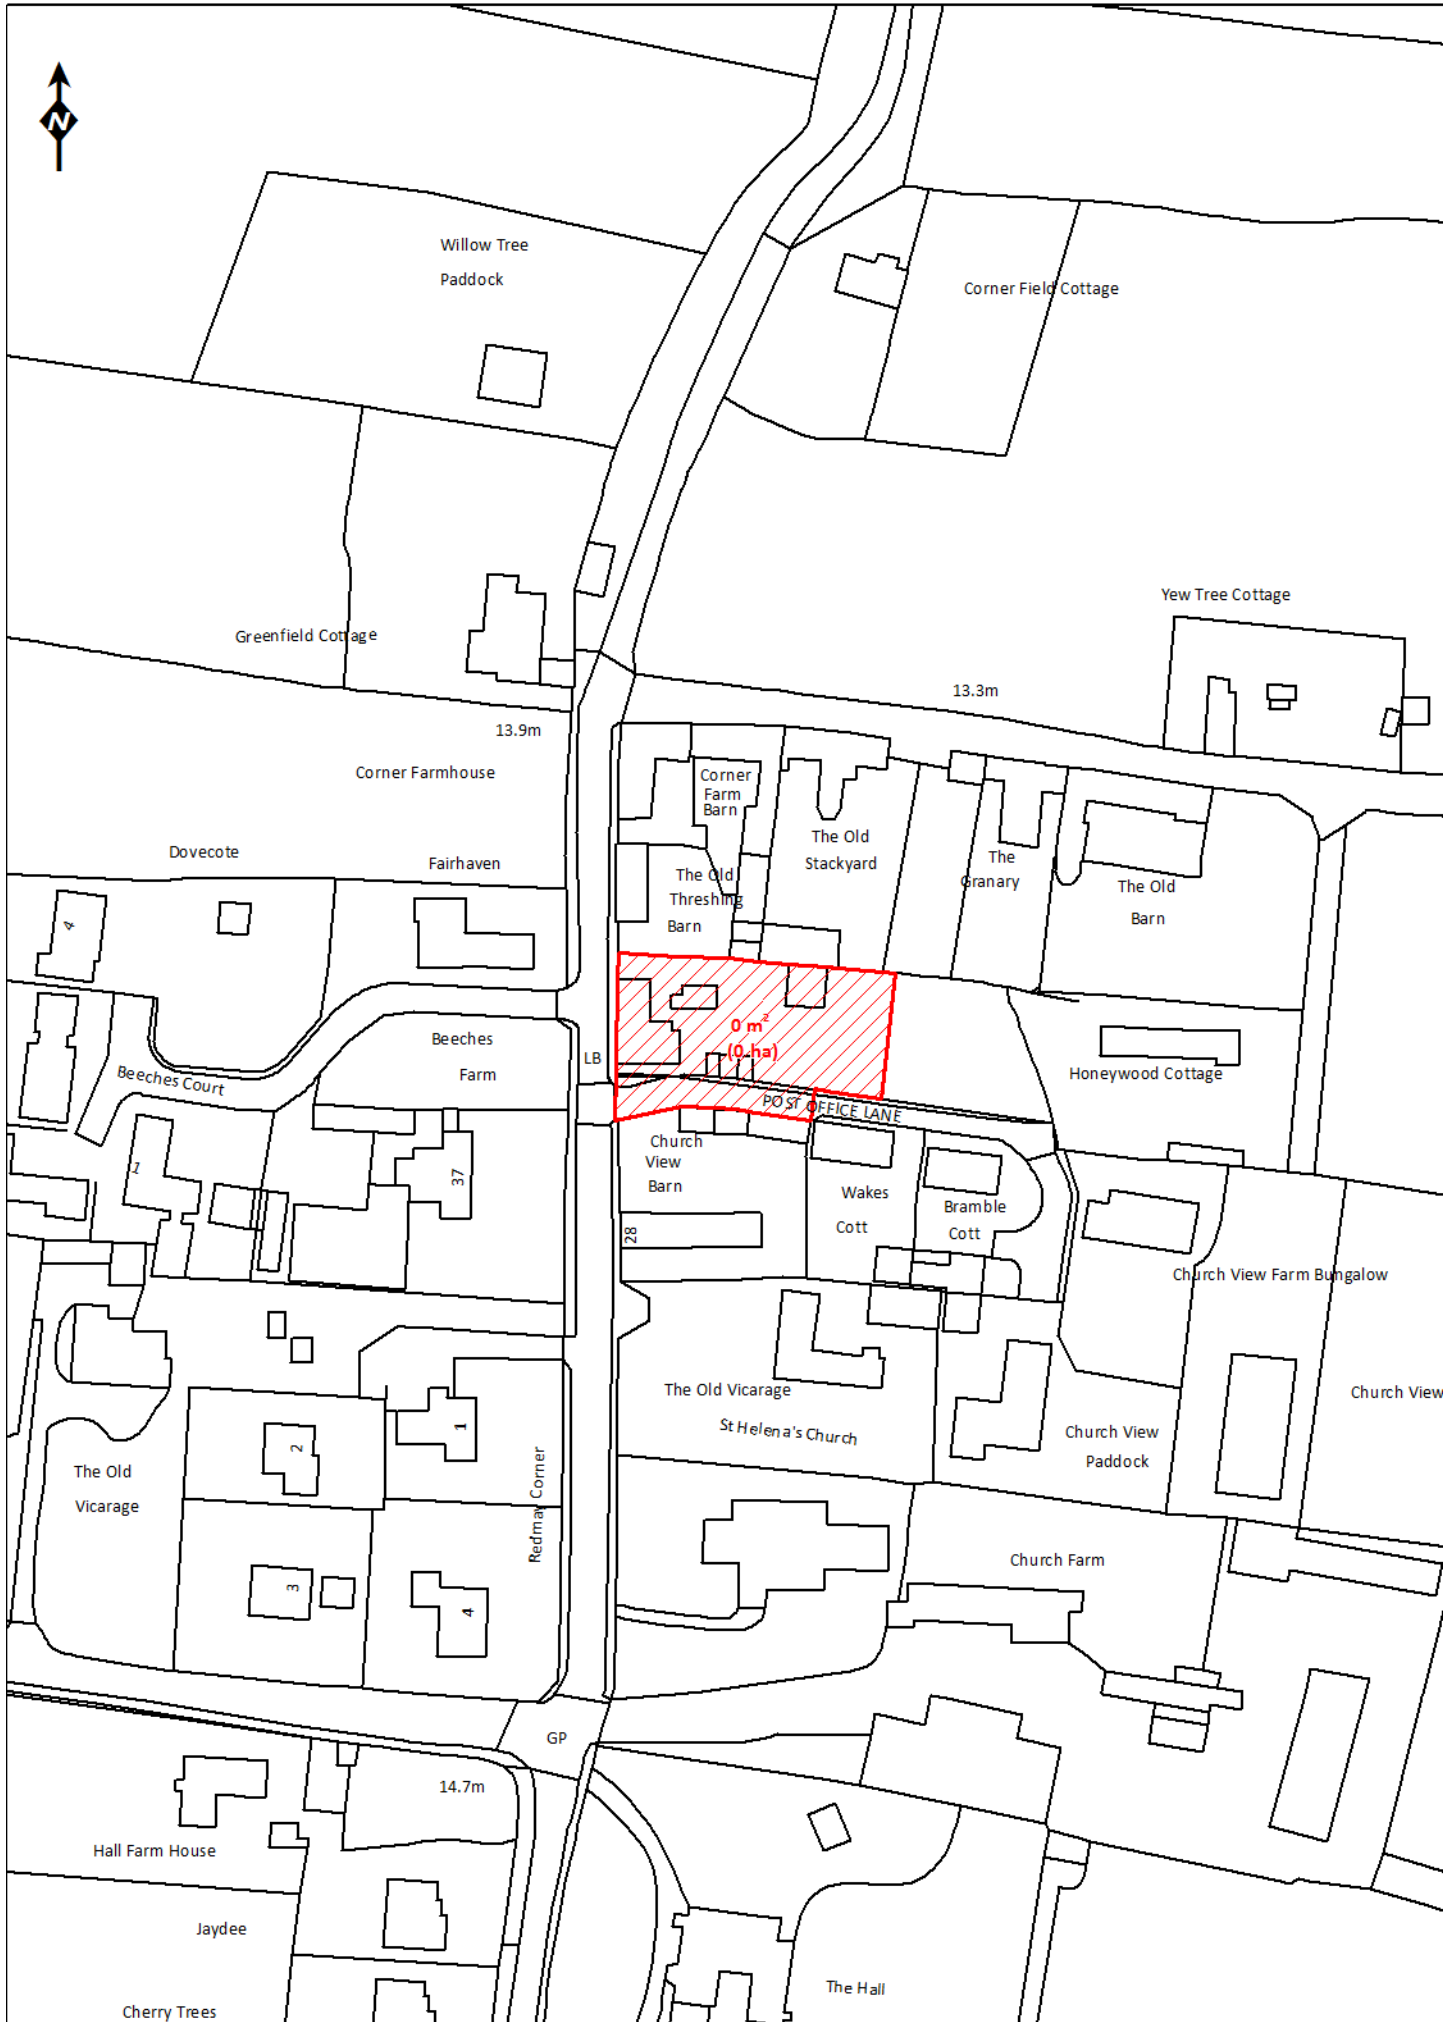 N
Willow Tree
Paddock
Corner Field Cottage
Yew Tree Cottage
Greenfield Cottage
13.3m
13.9m
Corner Farmhouse
Corner
Farm
Barn
The Old
Stackyard
Dovecote
Fairhaven
The Old
Threshing
Barn
The
Granary
The Old
Barn
4
0 m²
(0 ha)
Beeches
Farm
LB
Beeches Court
Honeywood Cottage
POST OFFICE LANE
Church
View
Barn
1
37
Wakes
Cott
Bramble
Cott
28
Church View Farm Bungalow
The Old Vicarage
St Helena's Church
Church View
Church View
Paddock
1
2
The Old
Vicarage
Redmay Corner
3
4
Church Farm
GP
14.7m
Hall Farm House
Jaydee
The Hall
Cherry Trees